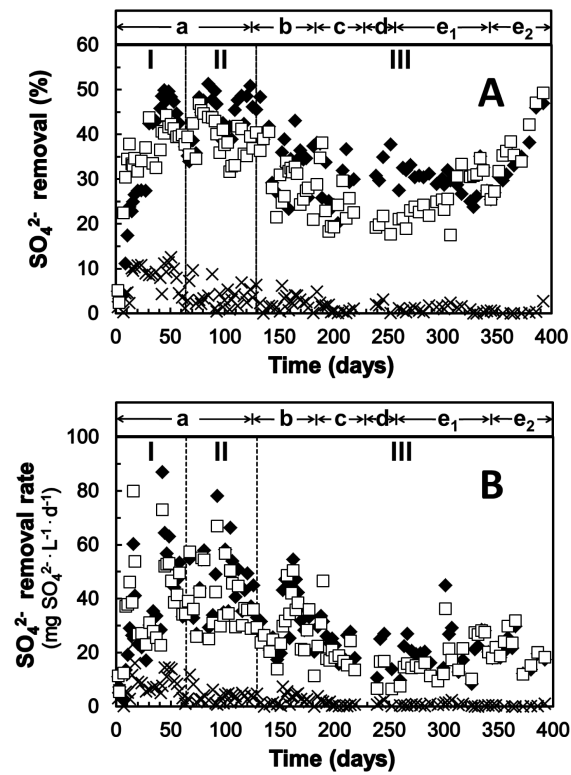 a b c d e₁ e₂
I II III
A
60
50
40
30
20
10
0
SO₄²⁻ removal (%)
0 50 100 150 200 250 300 350 400
Time (days)
a b c d e₁ e₂
I II III
B
100
80
60
40
20
0
SO₄²⁻ removal rate
(mg SO₄²⁻· L⁻¹· d⁻¹)
0 50 100 150 200 250 300 350 400
Time (days)